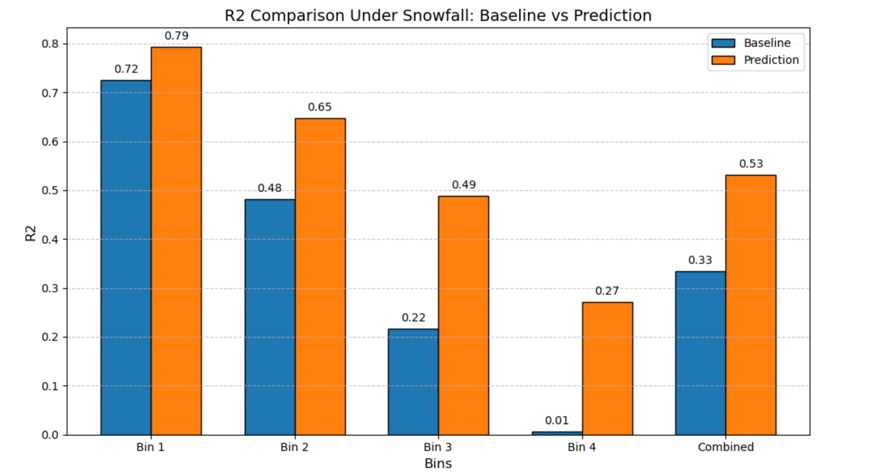 R2 Comparison Under Snowfall: Baseline vs Prediction
Baseline
Prediction
R2
0.8
0.7
0.6
0.5
0.4
0.3
0.2
0.1
0.0
0.72
0.79
0.48
0.65
0.22
0.49
0.01
0.27
0.33
0.53
Bin 1
Bin 2
Bin 3
Bin 4
Combined
Bins